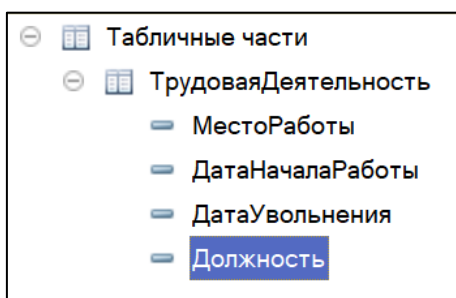 Табличные части
ТрудоваяДеятельность
МестоРаботы
ДатаНачалаРаботы
ДатаУвольнения
Должность